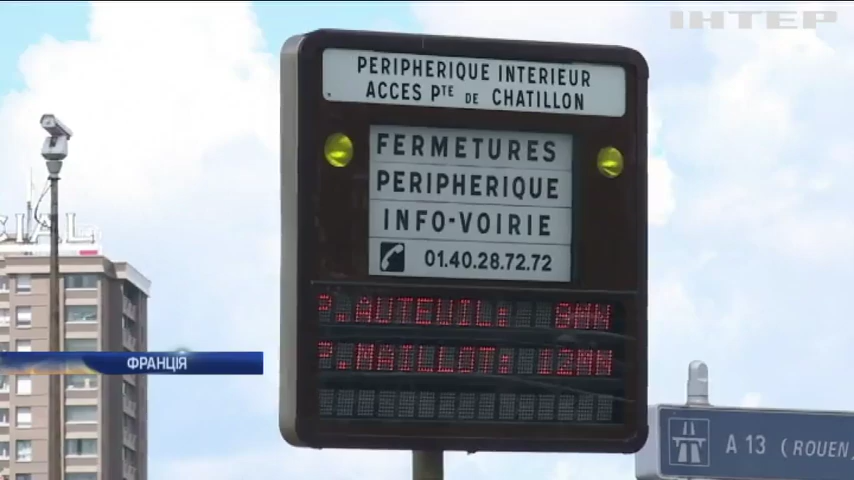 ІНТЕР
PERIPHERIQUE INTERIEUR
ACCES PTE DE CHATILLON
FERMETURES
PERIPHERIQUE
INFO-VOIRIE
01.40.28.72.72
P.AUTEUIL: 8MN
P.MAILLOT: 12MN
ФРАНЦІЯ
A 13 (ROUEN)